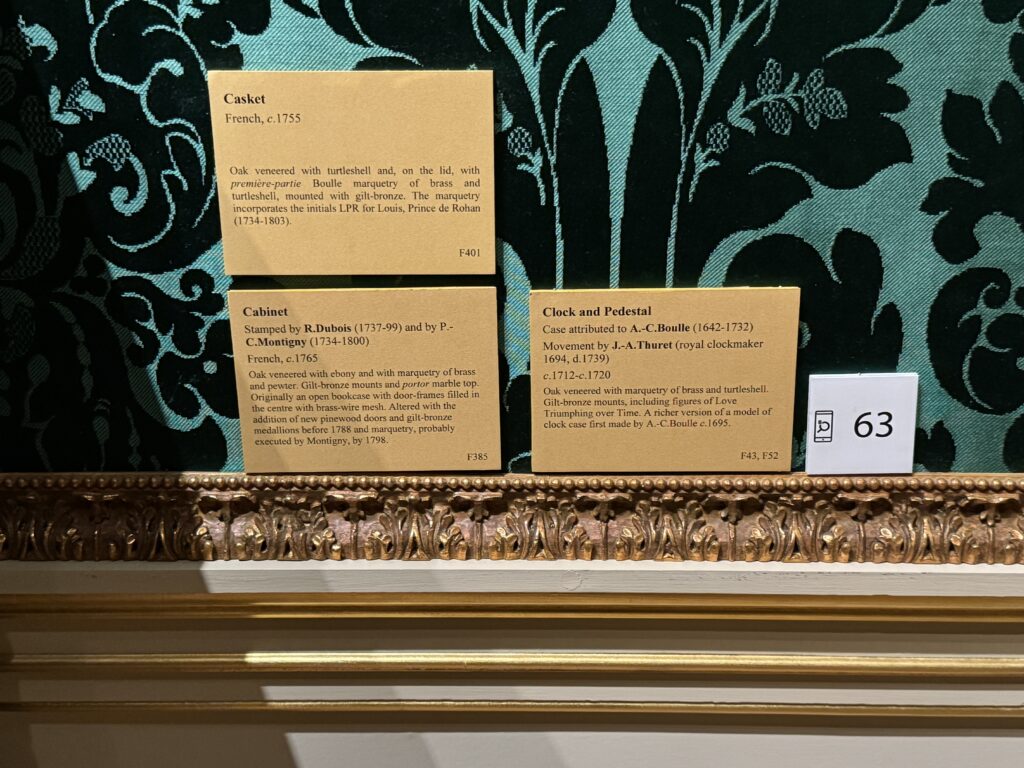 Casket
French, c.1755
Oak veneered with turtleshell and, on the lid, with
première-partie Boulle marquetry of brass and
turtleshell, mounted with gilt-bronze. The marquetry
incorporates the initials LPR for Louis, Prince de Rohan
(1734-1803).
F401
Cabinet
Stamped by R.Dubois (1737-99) and by P.-
C.Montigny (1734-1800)
French, c.1765
Oak veneered with ebony and with marquetry of brass
and pewter. Gilt-bronze mounts and portor marble top.
Originally an open bookcase with door-frames filled in
the centre with brass-wire mesh. Altered with the
addition of new pinewood doors and gilt-bronze
medallions before 1788 and marquetry, probably
executed by Montigny, by 1798.
F385
Clock and Pedestal
Case attributed to A.-C.Boulle (1642-1732)
Movement by J.-A.Thuret (royal clockmaker
1694, d.1739)
c.1712-c.1720
Oak veneered with marquetry of brass and turtleshell.
Gilt-bronze mounts, including figures of Love
Triumphing over Time. A richer version of a model of
clock case first made by A.-C.Boulle c.1695.
F43, F52
63